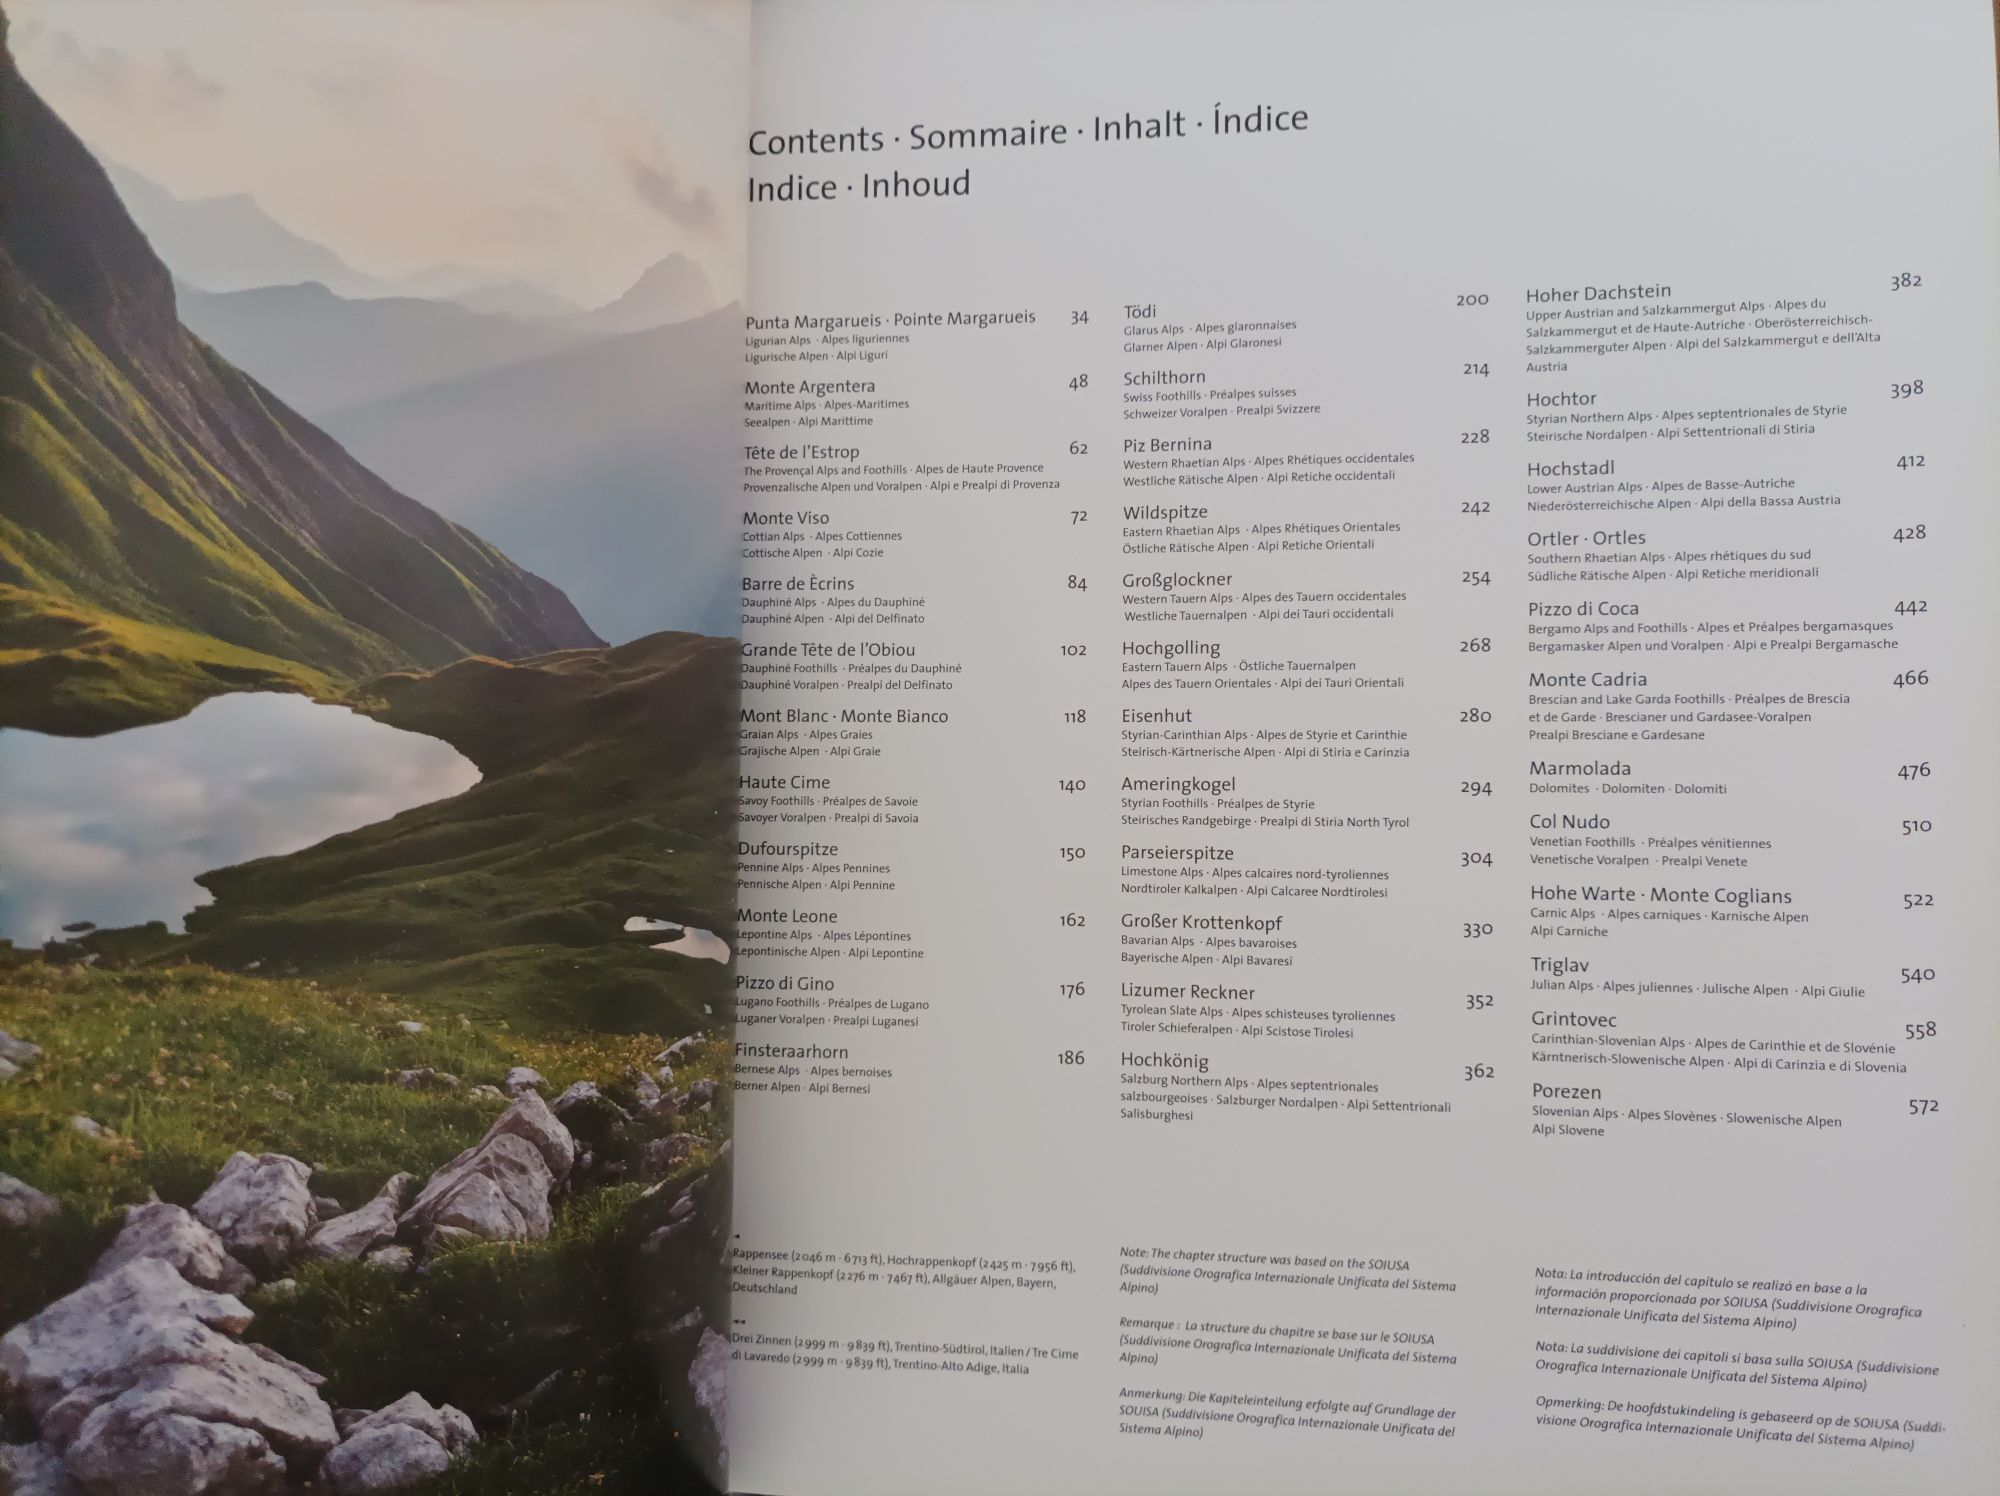 Contents · Sommaire · Inhalt · Índice
Indice · Inhoud
Punta Margarueis · Pointe Margarueis 34
Ligurian Alps · Alpes liguriennes
Ligurische Alpen · Alpi Liguri
Monte Argentera 48
Maritime Alps · Alpes-Maritimes
Seealpen · Alpi Marittime
Tête de l'Estrop 62
The Provençal Alps and Foothills · Alpes de Haute Provence
Provenzalische Alpen und Voralpen · Alpi e Prealpi di Provenza
Monte Viso 72
Cottian Alps · Alpes Cottiennes
Cottische Alpen · Alpi Cozie
Barre de Ècrins 84
Dauphiné Alps · Alpes du Dauphiné
Dauphiné Alpen · Alpi del Delfinato
Grande Tête de l'Obiou 102
Dauphiné Foothills · Préalpes du Dauphiné
Dauphiné Voralpen · Prealpi del Delfinato
Mont Blanc · Monte Bianco 118
Graian Alps · Alpes Graies
Grajische Alpen · Alpi Graie
Haute Cime 140
Savoy Foothills · Préalpes de Savoie
Savoyer Voralpen · Prealpi di Savoia
Dufourspitze 150
Pennine Alps · Alpes Pennines
Pennische Alpen · Alpi Pennine
Monte Leone 162
Lepontine Alps · Alpes Lépontines
Lepontinische Alpen · Alpi Lepontine
Pizzo di Gino 176
Lugano Foothills · Préalpes de Lugano
Luganer Voralpen · Prealpi Luganesi
Finsteraarhorn 186
Bernese Alps · Alpes bernoises
Berner Alpen · Alpi Bernesi
Tödi 200
Glarus Alps · Alpes glaronnaises
Glarner Alpen · Alpi Glaronesi
Schilthorn 214
Swiss Foothills · Préalpes suisses
Schweizer Voralpen · Prealpi Svizzere
Piz Bernina 228
Western Rhaetian Alps · Alpes Rhétiques occidentales
Westliche Rätische Alpen · Alpi Retiche occidentali
Wildspitze 242
Eastern Rhaetian Alps · Alpes Rhétiques Orientales
Östliche Rätische Alpen · Alpi Retiche Orientali
Großglockner 254
Western Tauern Alps · Alpes des Tauern occidentales
Westliche Tauernalpen · Alpi dei Tauri occidentali
Hochgolling 268
Eastern Tauern Alps · Östliche Tauernalpen
Alpes des Tauern Orientales · Alpi dei Tauri Orientali
Eisenhut 280
Styrian-Carinthian Alps · Alpes de Styrie et Carinthie
Steirisch-Kärtnerische Alpen · Alpi di Stiria e Carinzia
Ameringkogel 294
Styrian Foothills · Préalpes de Styrie
Steirisches Randgebirge · Prealpi di Stiria North Tyrol
Parseierspitze 304
Limestone Alps · Alpes calcaires nord-tyroliennes
Nordtiroler Kalkalpen · Alpi Calcaree Nordtirolesi
Großer Krottenkopf 330
Bavarian Alps · Alpes bavaroises
Bayerische Alpen · Alpi Bavaresi
Lizumer Reckner 352
Tyrolean Slate Alps · Alpes schisteuses tyroliennes
Tiroler Schieferalpen · Alpi Scistose Tirolesi
Hochkönig 362
Salzburg Northern Alps · Alpes septentrionales
salzbourgeoises · Salzburger Nordalpen · Alpi Settentrionali
Salisburghesi
Hoher Dachstein 382
Upper Austrian and Salzkammergut Alps · Alpes du
Salzkammergut et de Haute-Autriche · Oberösterreichisch-
Salzkammerguter Alpen · Alpi del Salzkammergut e dell'Alta
Austria
Hochtor 398
Styrian Northern Alps · Alpes septentrionales de Styrie
Steirische Nordalpen · Alpi Settentrionali di Stiria
Hochstadl 412
Lower Austrian Alps · Alpes de Basse-Autriche
Niederösterreichische Alpen · Alpi della Bassa Austria
Ortler · Ortles 428
Southern Rhaetian Alps · Alpes rhétiques du sud
Südliche Rätische Alpen · Alpi Retiche meridionali
Pizzo di Coca 442
Bergamo Alps and Foothills · Alpes et Préalpes bergamasques
Bergamasker Alpen und Voralpen · Alpi e Prealpi Bergamasche
Monte Cadria 466
Brescian and Lake Garda Foothills · Préalpes de Brescia
et de Garde · Brescianer und Gardasee-Voralpen
Prealpi Bresciane e Gardesane
Marmolada 476
Dolomites · Dolomiten · Dolomiti
Col Nudo 510
Venetian Foothills · Préalpes vénitiennes
Venetische Voralpen · Prealpi Venete
Hohe Warte · Monte Coglians 522
Carnic Alps · Alpes carniques · Karnische Alpen
Alpi Carniche
Triglav 540
Julian Alps · Alpes juliennes · Julische Alpen · Alpi Giulie
Grintovec 558
Carinthian-Slovenian Alps · Alpes de Carinthie et de Slovénie
Kärntnerisch-Slowenische Alpen · Alpi di Carinzia e di Slovenia
Porezen 572
Slovenian Alps · Alpes Slovènes · Slowenische Alpen
Alpi Slovene
Rappensee (2046 m · 6713 ft), Hochrappenkopf (2425 m · 7956 ft),
Kleiner Rappenkopf (2276 m · 7467 ft), Allgäuer Alpen, Bayern,
Deutschland
Drei Zinnen (2999 m · 9839 ft), Trentino-Südtirol, Italien / Tre Cime
di Lavaredo (2999 m · 9839 ft), Trentino-Alto Adige, Italia
Note: The chapter structure was based on the SOIUSA
(Suddivisione Orografica Internazionale Unificata del Sistema
Alpino)
Remarque : La structure du chapitre se base sur le SOIUSA
(Suddivisione Orografica Internazionale Unificata del Sistema
Alpino)
Anmerkung: Die Kapiteleinteilung erfolgte auf Grundlage der
SOUISA (Suddivisione Orografica Internazionale Unificata del
Sistema Alpino)
Nota: La introducción del capítulo se realizó en base a la
información proporcionada por SOIUSA (Suddivisione Orografica
Internazionale Unificata del Sistema Alpino)
Nota: La suddivisione dei capitoli si basa sulla SOIUSA (Suddivisione
Orografica Internazionale Unificata del Sistema Alpino)
Opmerking: De hoofdstukindeling is gebaseerd op de SOIUSA (Suddi-
visione Orografica Internazionale Unificata del Sistema Alpino)